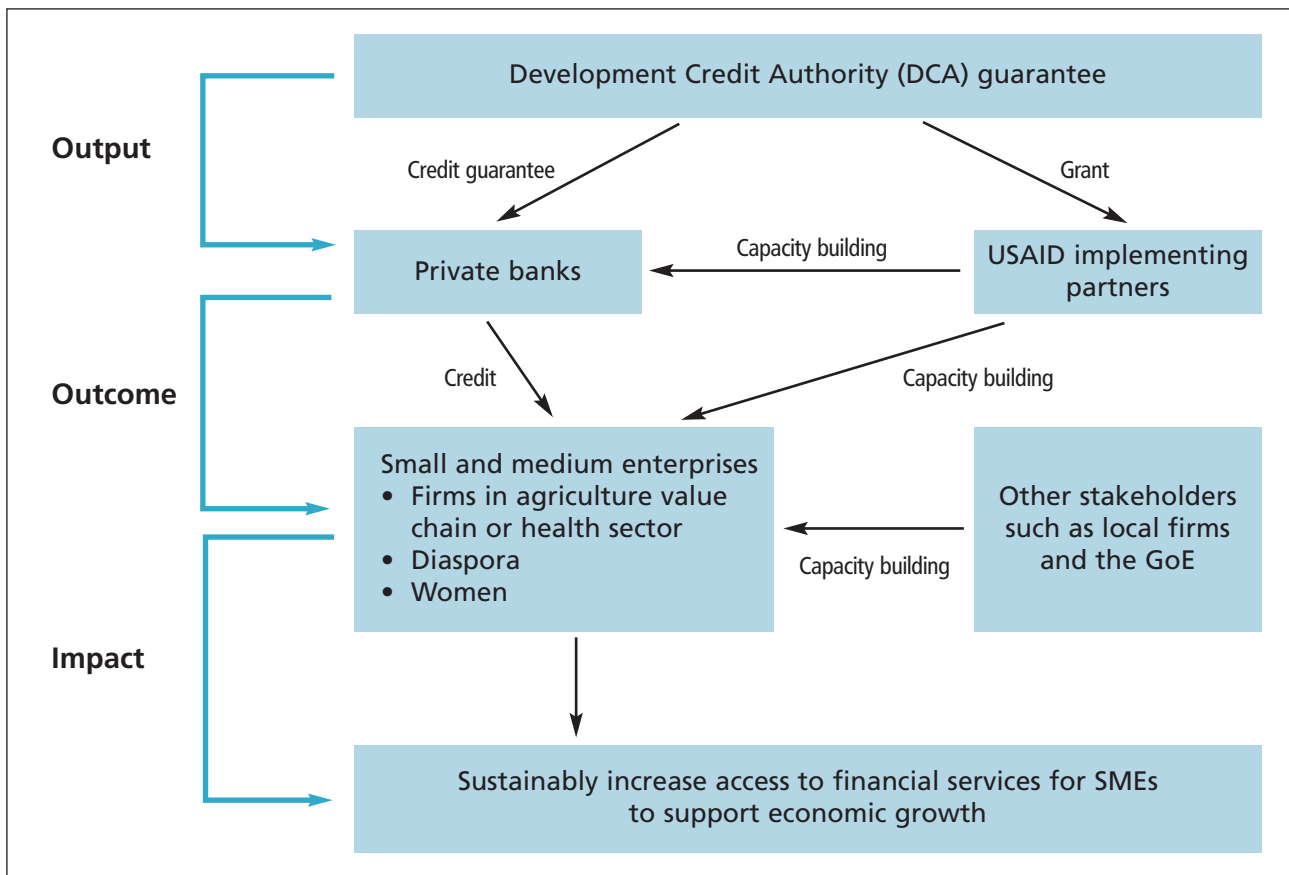 Development Credit Authority (DCA) guarantee
Output
Credit guarantee
Grant
Private banks
Capacity building
USAID implementing
partners
Outcome
Credit
Capacity building
Small and medium enterprises
• Firms in agriculture value
chain or health sector
• Diaspora
• Women
Capacity building
Other stakeholders
such as local firms
and the GoE
Impact
Sustainably increase access to financial services for SMEs
to support economic growth